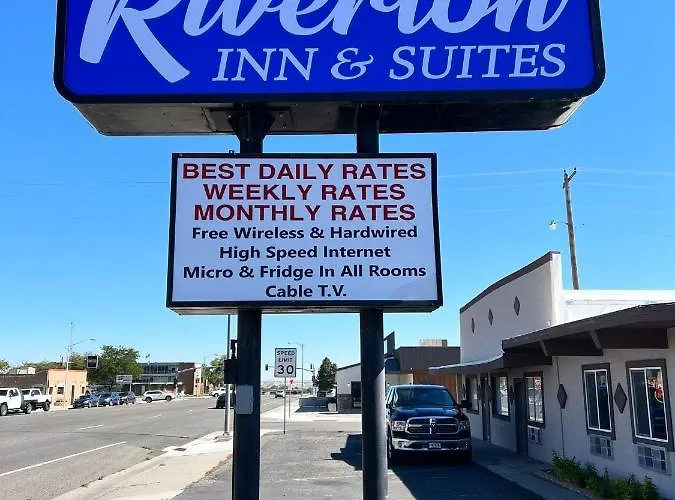 Riverton
INN & SUITES
BEST DAILY RATES
WEEKLY RATES
MONTHLY RATES
Free Wireless & Hardwired
High Speed Internet
Micro & Fridge In All Rooms
Cable T.V.
SPEED
LIMIT
30